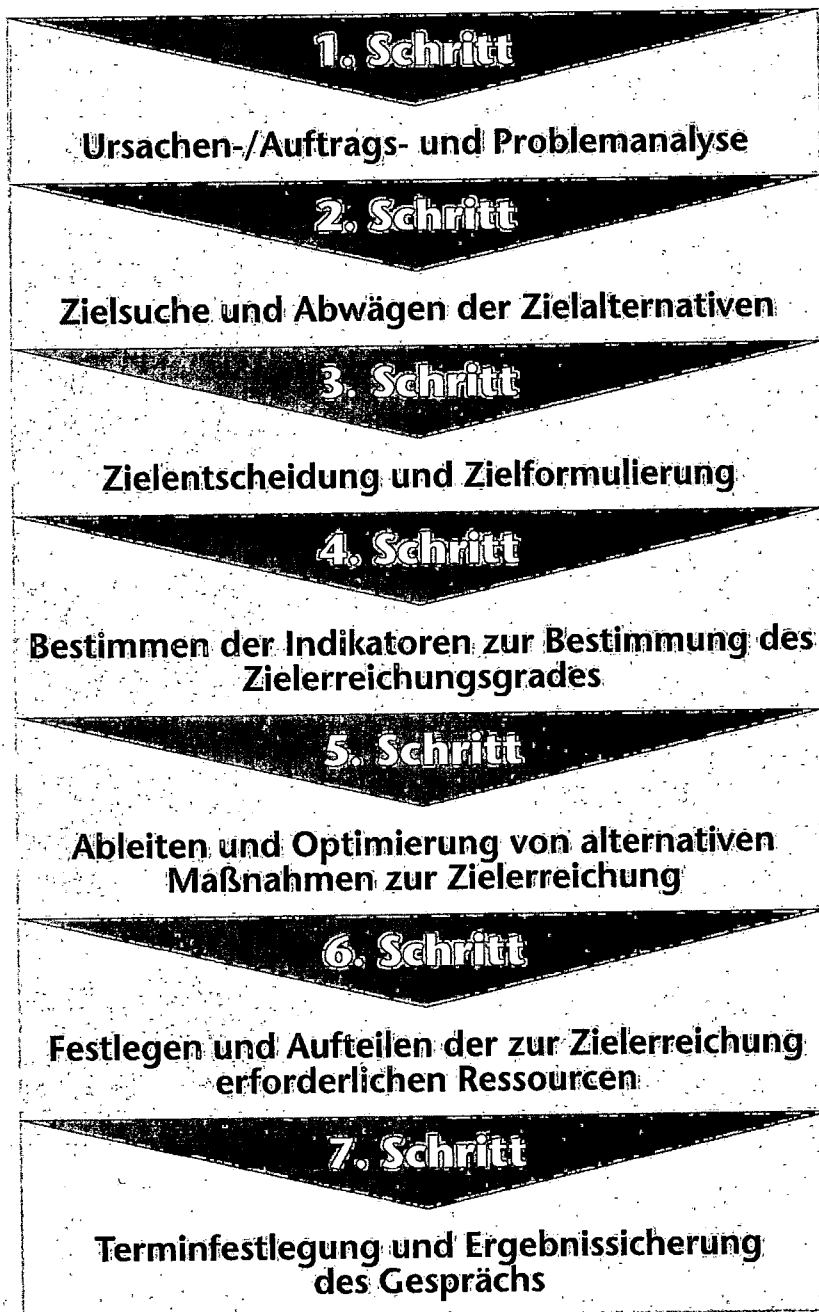 1. Schritt
Ursachen-/Auftrags- und Problemanalyse
2. Schritt
Zielsuche und Abwägen der Zielalternativen
3. Schritt
Zielentscheidung und Zielformulierung
4. Schritt
Bestimmen der Indikatoren zur Bestimmung des
Zielerreichungsgrades
5. Schritt
Ableiten und Optimierung von alternativen
Maßnahmen zur Zielerreichung
6. Schritt
Festlegen und Aufteilen der zur Zielerreichung
erforderlichen Ressourcen
7. Schritt
Terminfestlegung und Ergebnissicherung
des Gesprächs